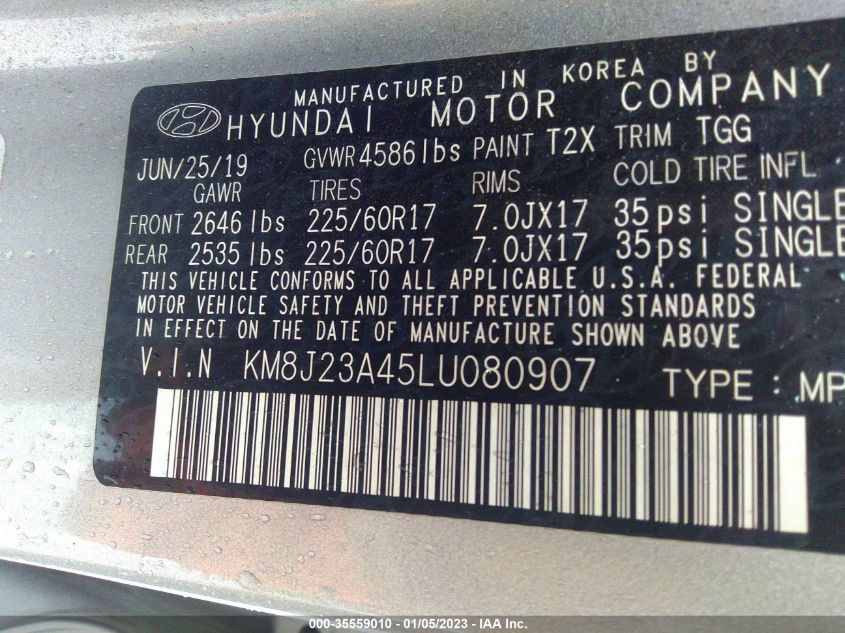 MANUFACTURED IN KOREA BY
HYUNDAI MOTOR COMPANY
JUN/25/19 GVWR 4586lbs PAINT T2X TRIM TGG
GAWR TIRES RIMS COLD TIRE INFL
FRONT 2646 lbs 225/60R17 7.0JX17 35psi SINGLE
REAR 2535 lbs 225/60R17 7.0JX17 35psi SINGLE
THIS VEHICLE CONFORMS TO ALL APPLICABLE U.S.A. FEDERAL
MOTOR VEHICLE SAFETY AND THEFT PREVENTION STANDARDS
IN EFFECT ON THE DATE OF MANUFACTURE SHOWN ABOVE
V.I.N KM8J23A45LU080907 TYPE : MP
000-35559010 - 01/05/2023 - IAA Inc.